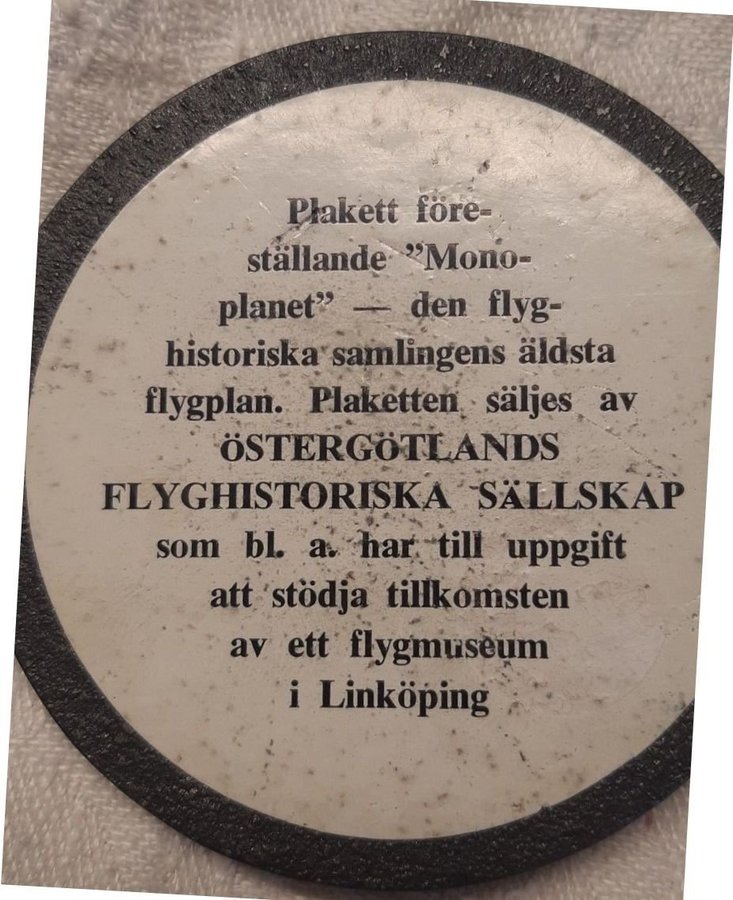 Plakett före-
ställande ”Mono-
planet” — den flyg-
historiska samlingens äldsta
flygplan. Plaketten säljes av
ÖSTERGÖTLANDS
FLYGHISTORISKA SÄLLSKAP
som bl. a. har till uppgift
att stödja tillkomsten
av ett flygmuseum
i Linköping